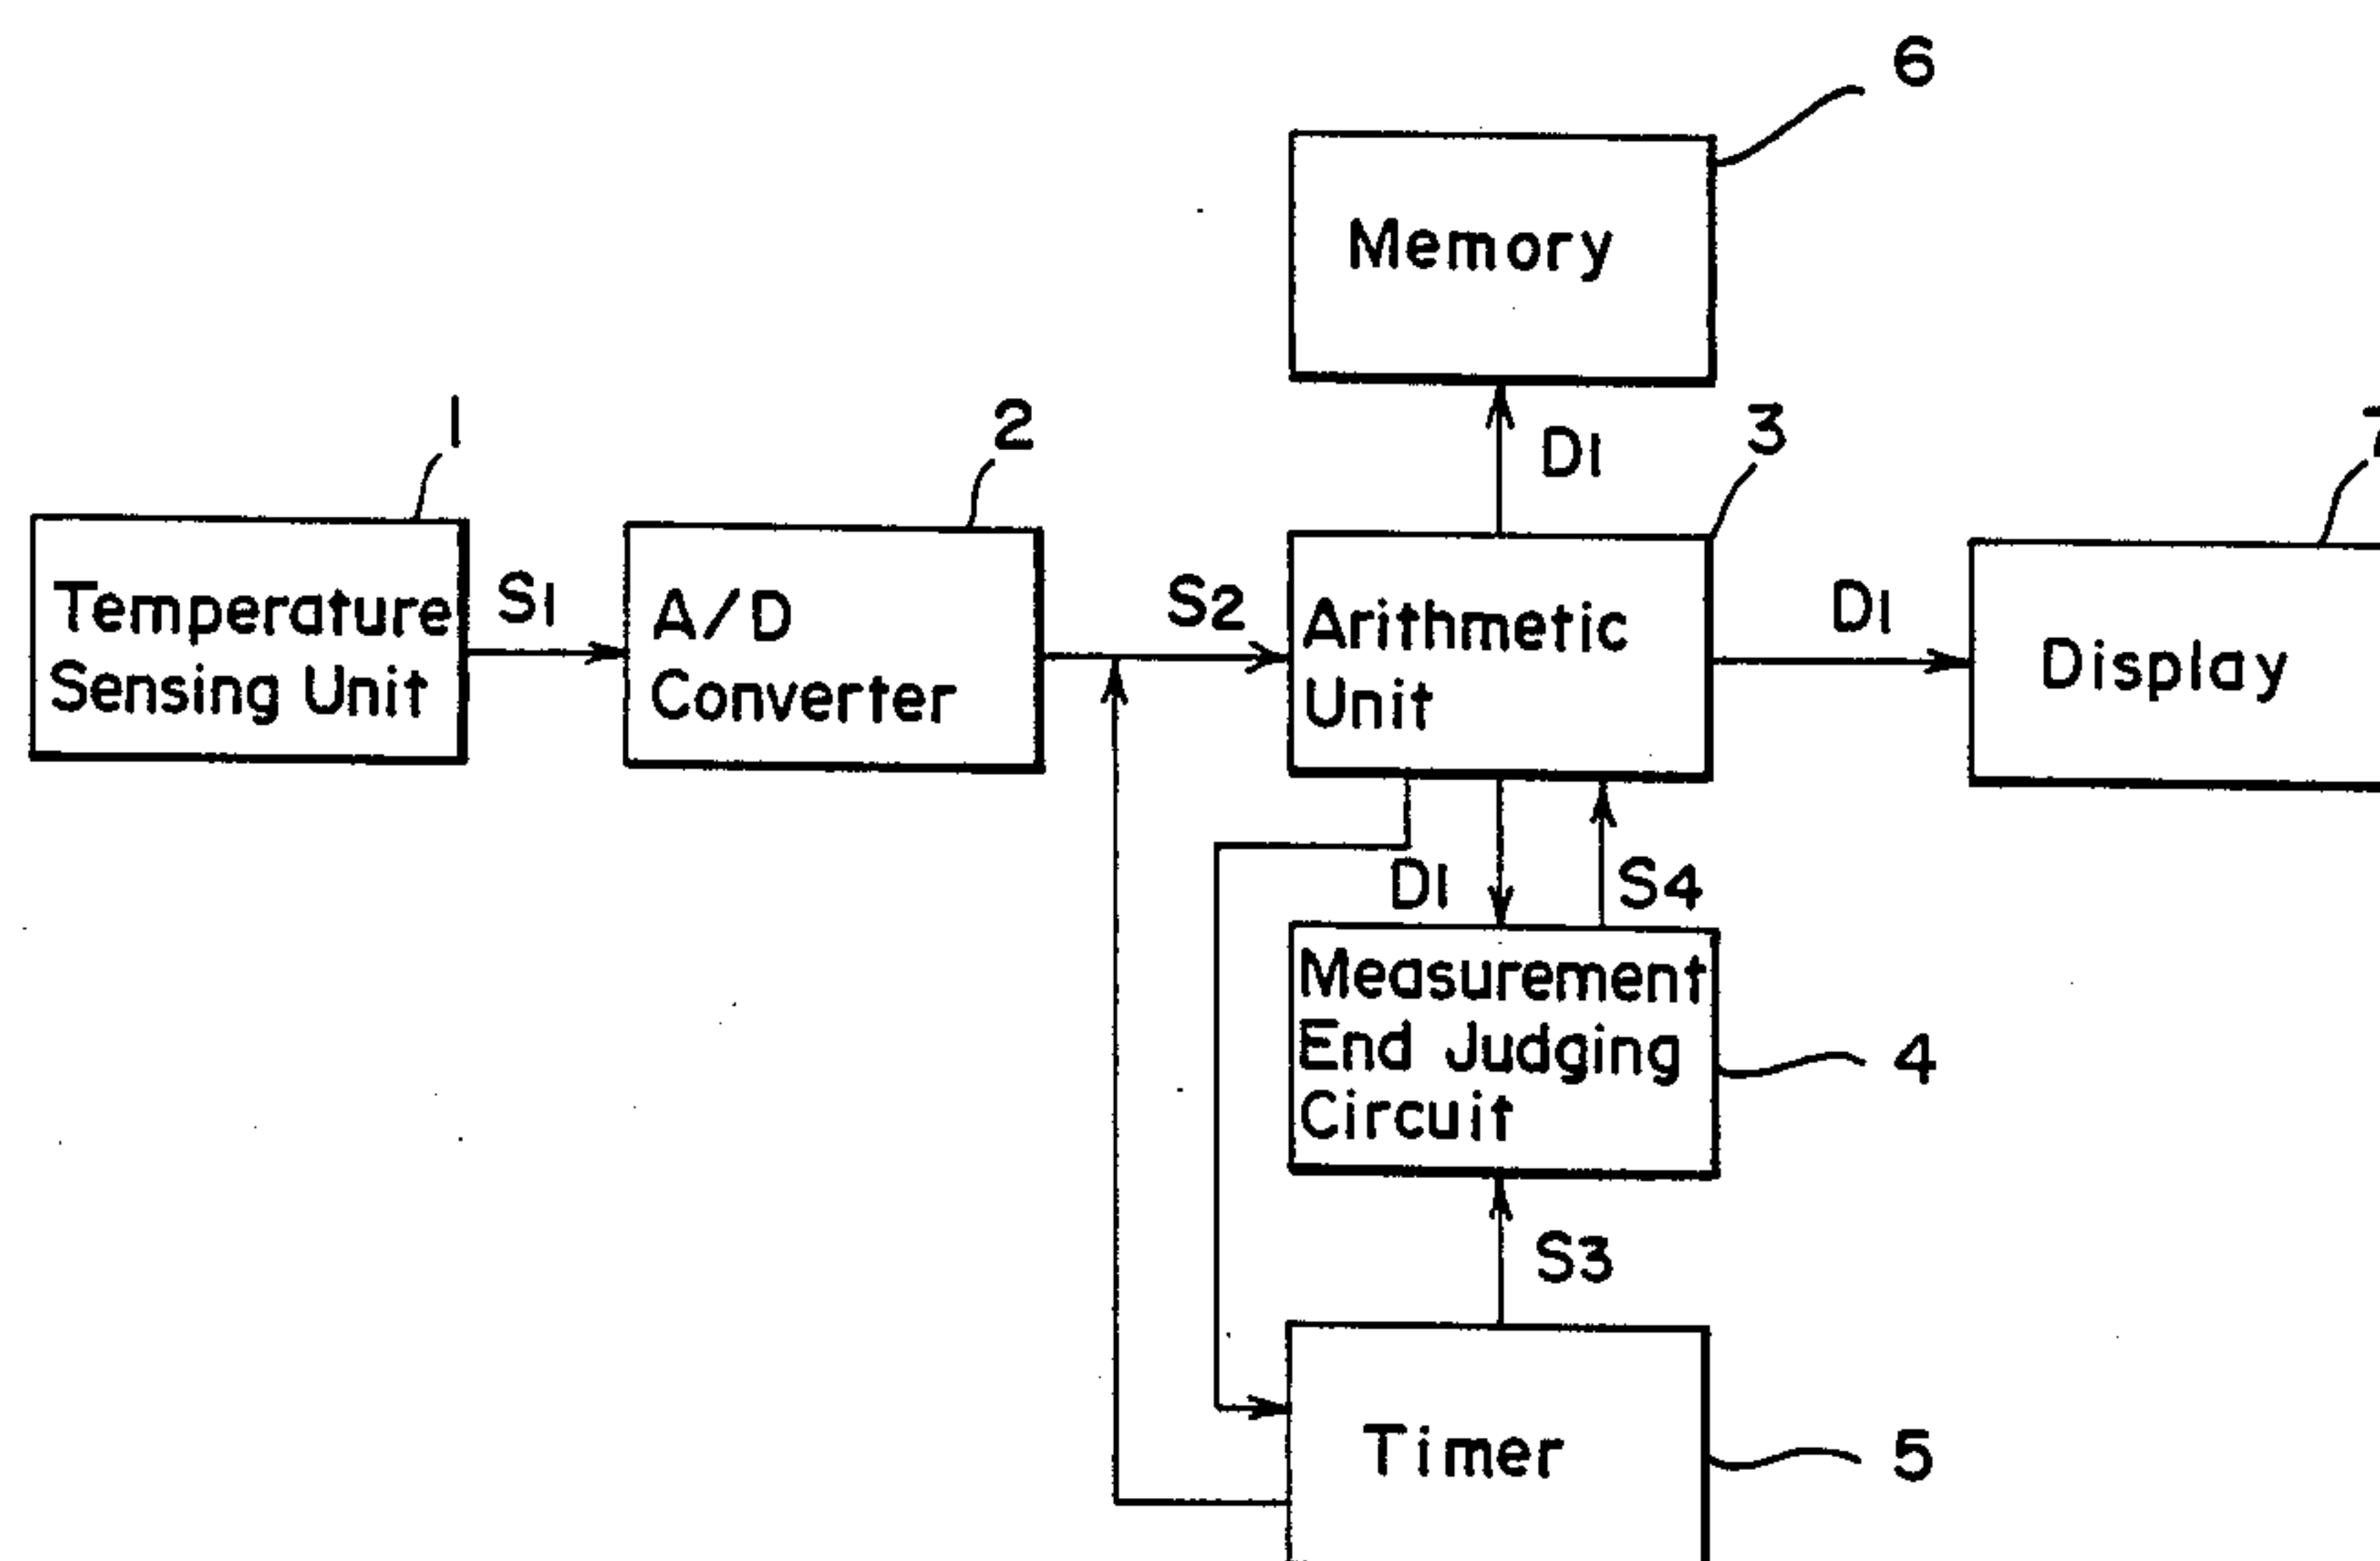 6
Memory
1
2
D1
3
7
Temperature
Sensing Unit
S1
A/D
Converter
S2
Arithmetic
Unit
D1
Display
D1
S4
Measurement
End Judging
Circuit
4
S3
Timer
5